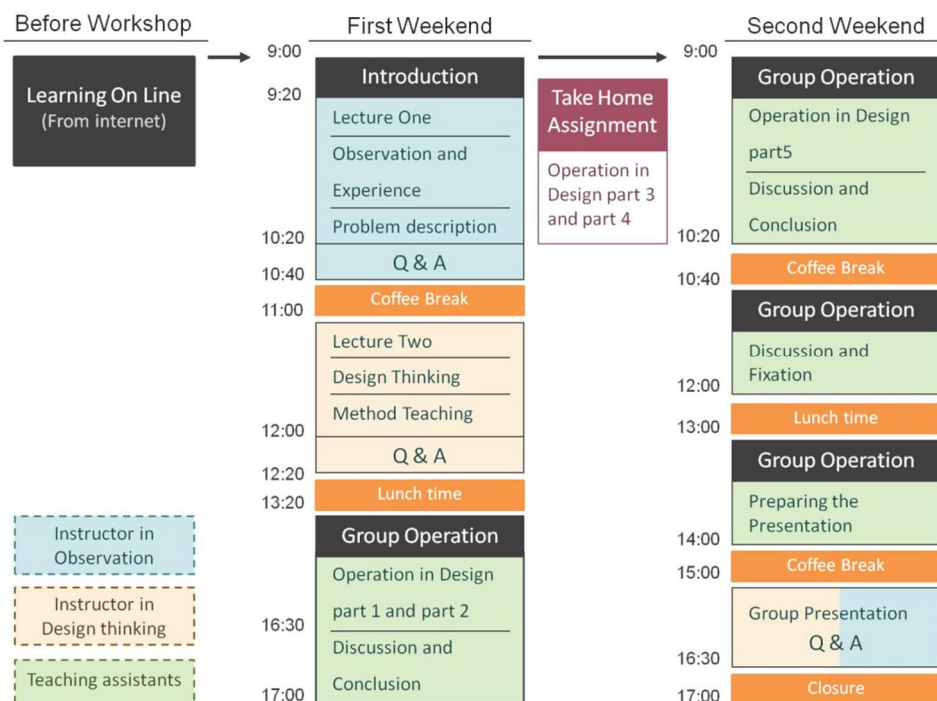 Before Workshop
Learning On Line
(From internet)
First Weekend
9:00
Introduction
9:20
Lecture One
Observation and
Experience
Problem description
10:20
Q & A
10:40
Coffee Break
11:00
Lecture Two
Design Thinking
Method Teaching
12:00
Q & A
12:20
Lunch time
13:20
Group Operation
Operation in Design
part 1 and part 2
16:30
Discussion and
Conclusion
17:00
Take Home
Assignment
Operation in
Design part 3
and part 4
Second Weekend
9:00
Group Operation
Operation in Design
part5
Discussion and
Conclusion
10:20
Coffee Break
10:40
Group Operation
Discussion and
Fixation
12:00
Lunch time
13:00
Group Operation
Preparing the
Presentation
14:00
Coffee Break
15:00
Group Presentation
Q & A
16:30
Closure
17:00
Instructor in
Observation
Instructor in
Design thinking
Teaching assistants